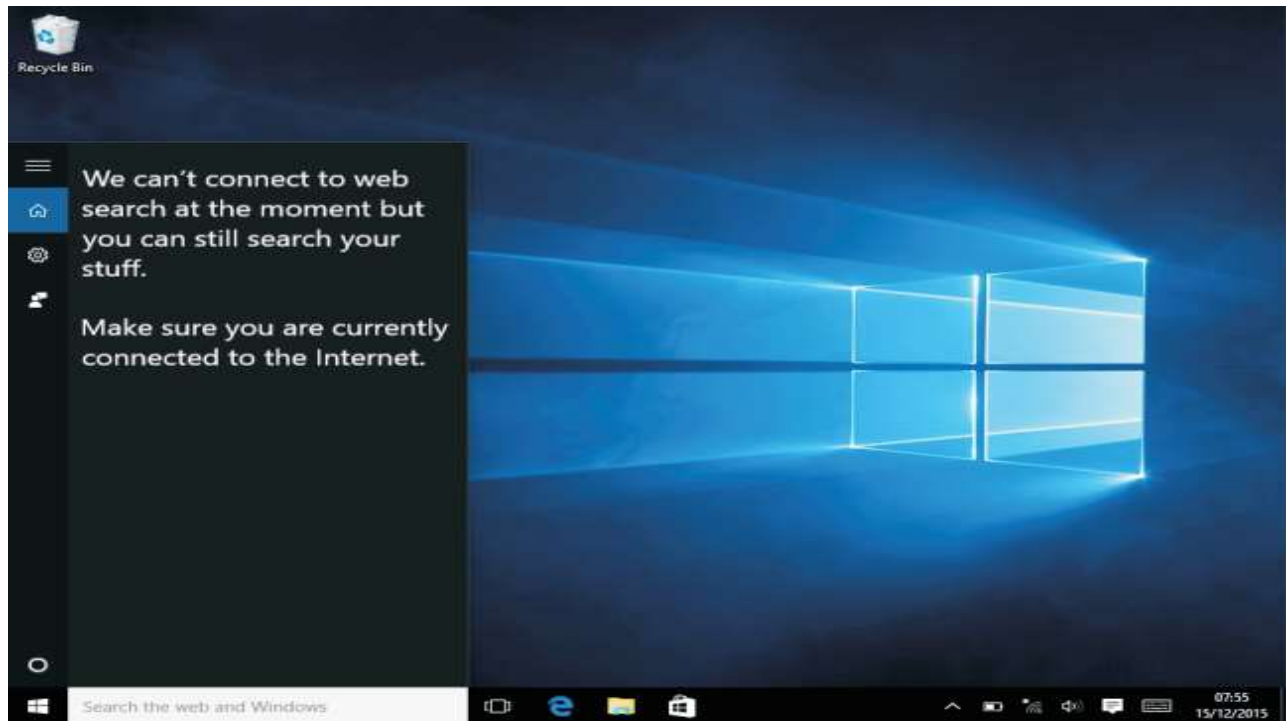 Recycle Bin
We can't connect to web
search at the moment but
you can still search your
stuff.
Make sure you are currently
connected to the Internet.
Search the web and Windows
07:55
15/12/2015